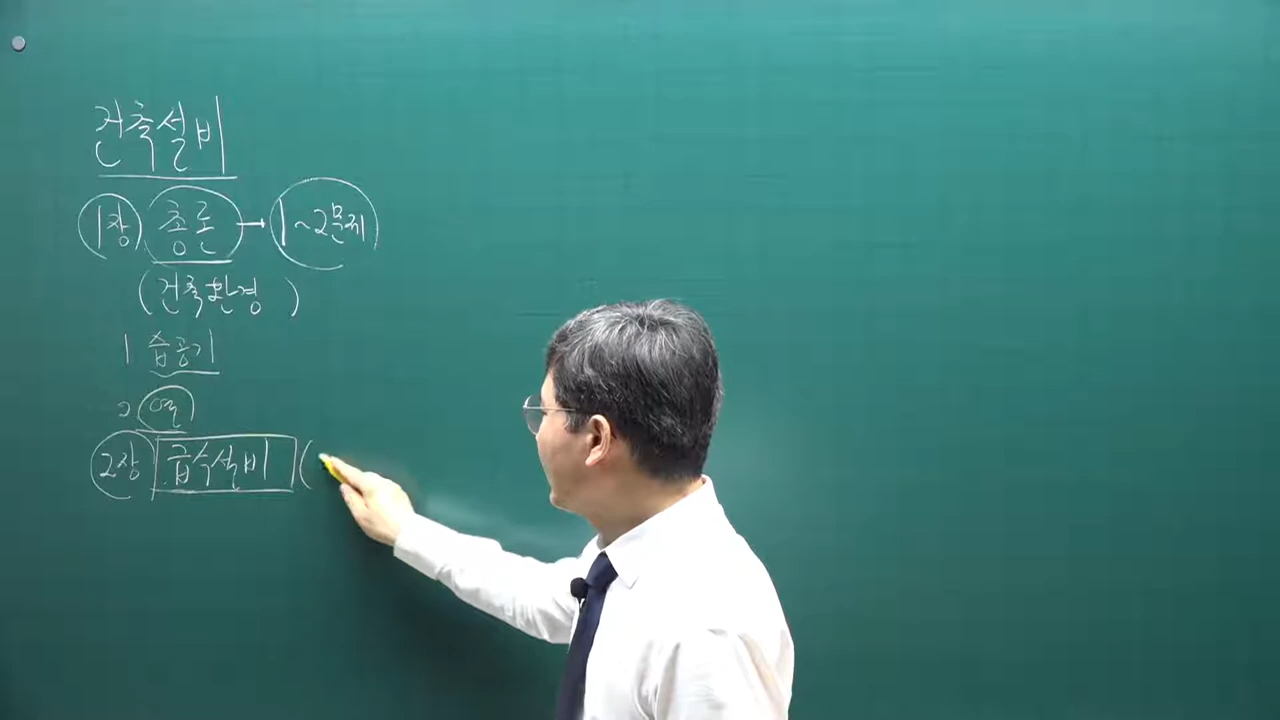 건축설비
1장 총론 → 1~2문제
(건축환경 )
1 습공기
2 열
2장 급수설비 (